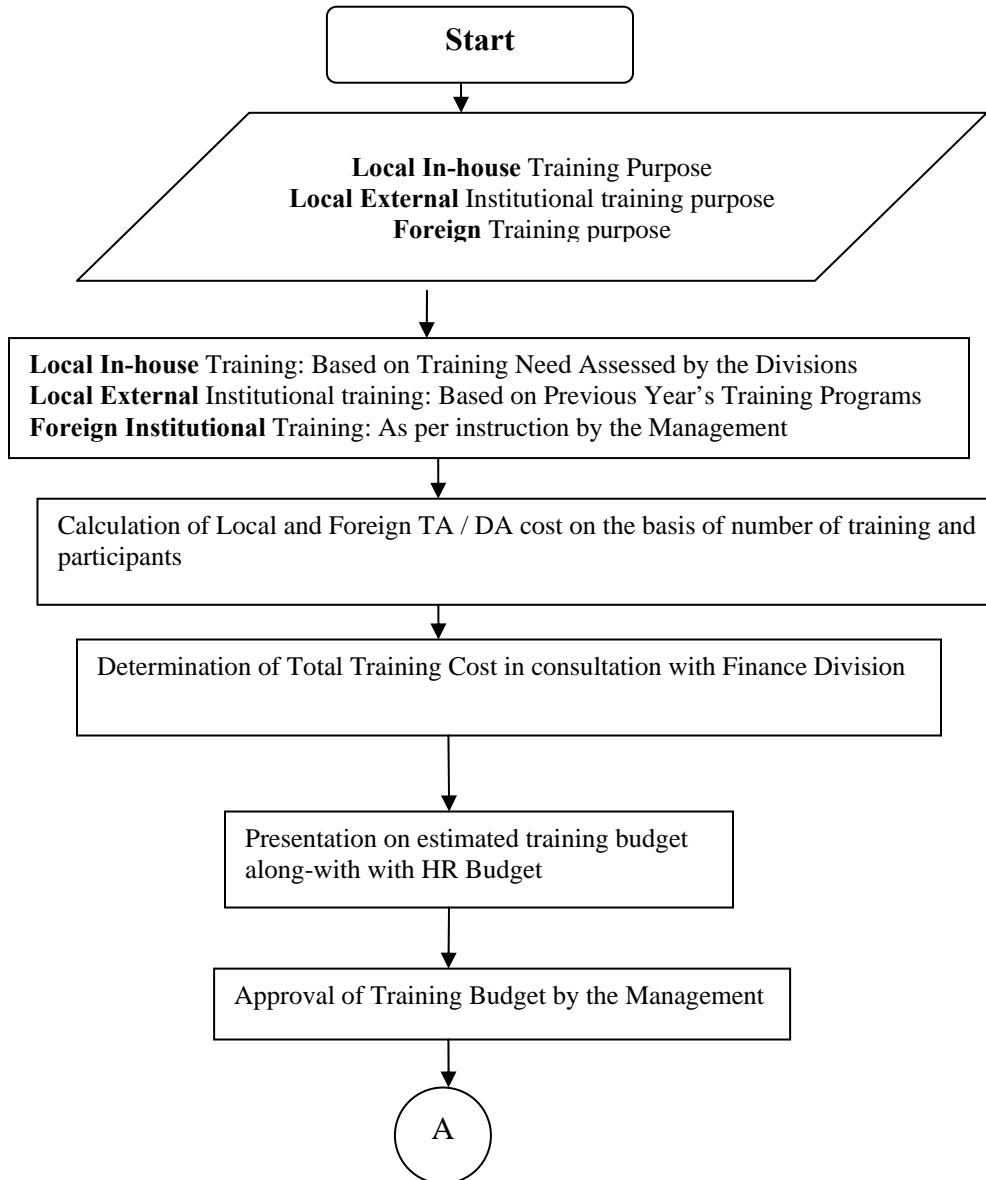 Start
Local In-house Training Purpose
Local External Institutional training purpose
Foreign Training purpose
Local In-house Training: Based on Training Need Assessed by the Divisions
Local External Institutional training: Based on Previous Year’s Training Programs
Foreign Institutional Training: As per instruction by the Management
Calculation of Local and Foreign TA / DA cost on the basis of number of training and
participants
Determination of Total Training Cost in consultation with Finance Division
Presentation on estimated training budget
along-with with HR Budget
Approval of Training Budget by the Management
A